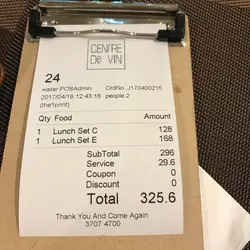 CENTRE
De VIN
24
name:POSAdmin OrdNo.:J170400215
2017/04/18 12:43:16 people:2
(the1print)
Qty Food Amount
1 Lunch Set C 128
1 Lunch Set E 168
SubTotal 296
Service 29.6
Coupon 0
Discount 0
Total 325.6
Thank You And Come Again
3707 4700